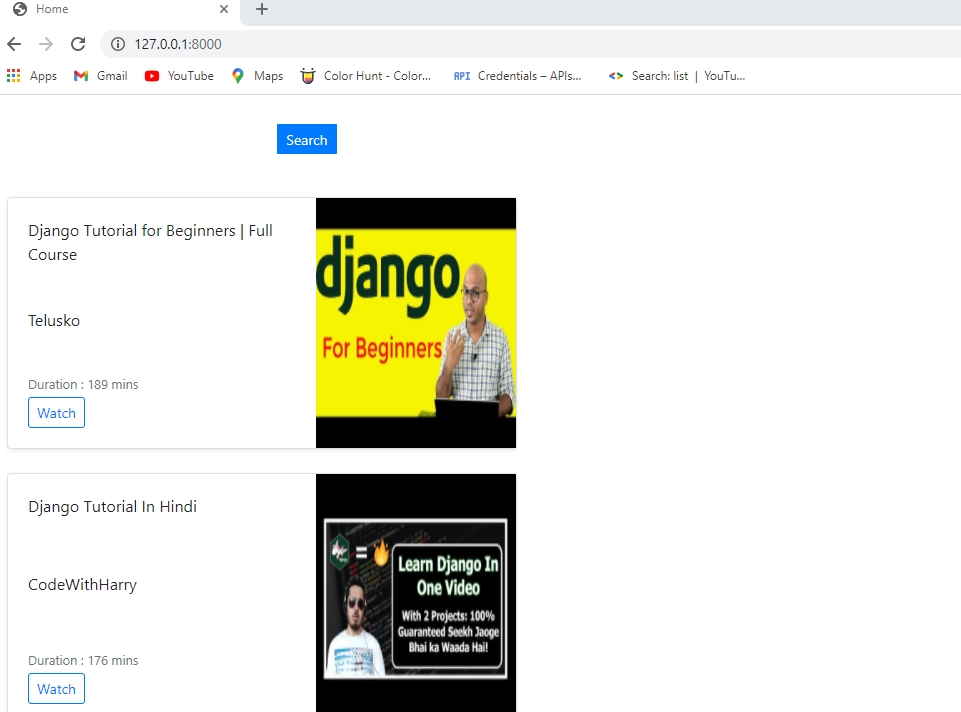 Home
127.0.0.1:8000
Apps
Gmail
YouTube
Maps
Color Hunt - Color...
API Credentials – APIs...
Search: list | YouTu...
Search
Django Tutorial for Beginners | Full
Course
Telusko
Duration : 189 mins
Watch
django
For Beginners
Django Tutorial In Hindi
CodeWithHarry
Duration : 176 mins
Watch
=
Learn Django In
One Video
With 2 Projects: 100%
Guaranteed Seekh Jaoge
Bhai ka Waada Hai!